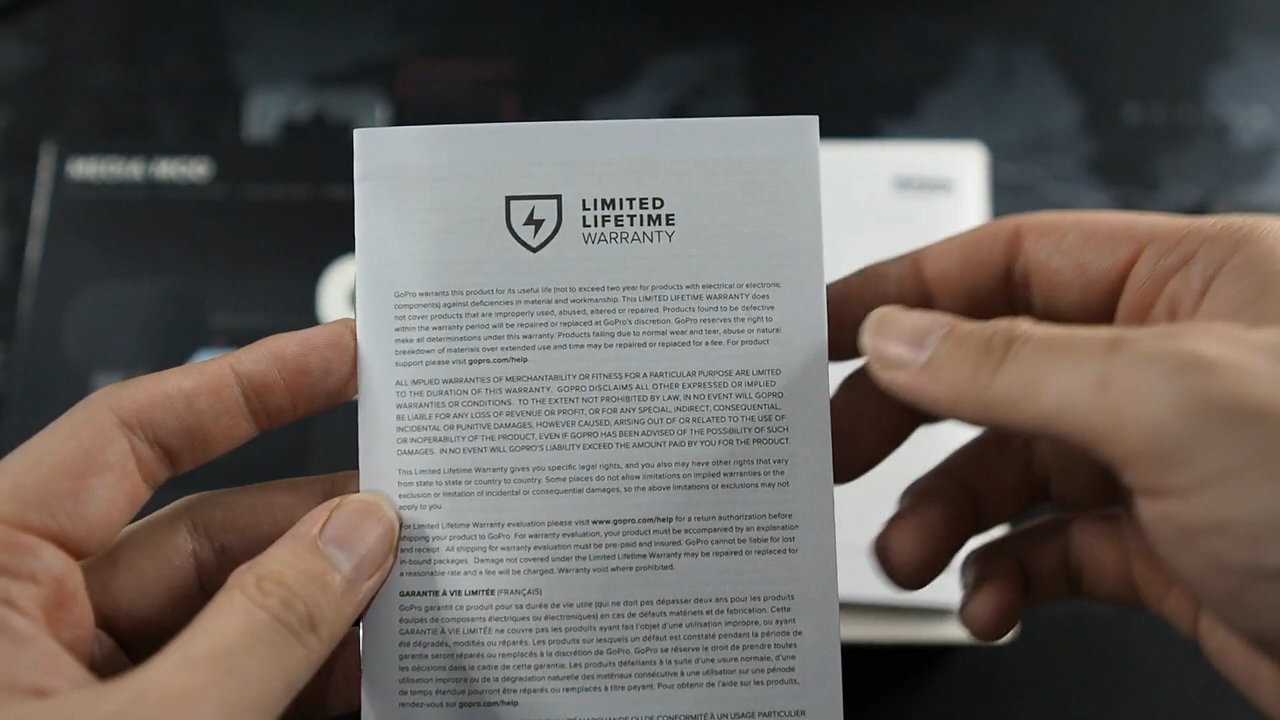 MEDIA MOD
LIMITED
LIFETIME
WARRANTY
GoPro warrants this product for its useful life (not to exceed two year for products with electrical or electronic
components) against deficiencies in material and workmanship. This LIMITED LIFETIME WARRANTY does
not cover products that are improperly used, abused, altered or repaired. Products found to be defective
within the warranty period will be repaired or replaced at GoPro's discretion. GoPro reserves the right to
make all determinations under this warranty. Products failing due to normal wear and tear, abuse or natural
breakdown of materials over extended use and time may be repaired or replaced for a fee. For product
support please visit gopro.com/help.
ALL IMPLIED WARRANTIES OF MERCHANTABILITY OR FITNESS FOR A PARTICULAR PURPOSE ARE LIMITED
TO THE DURATION OF THIS WARRANTY. GOPRO DISCLAIMS ALL OTHER EXPRESSED OR IMPLIED
WARRANTIES OR CONDITIONS. TO THE EXTENT NOT PROHIBITED BY LAW, IN NO EVENT WILL GOPRO
BE LIABLE FOR ANY LOSS OF REVENUE OR PROFIT, OR FOR ANY SPECIAL, INDIRECT, CONSEQUENTIAL,
INCIDENTAL OR PUNITIVE DAMAGES, HOWEVER CAUSED, ARISING OUT OF OR RELATED TO THE USE OF
OR INOPERABILITY OF THE PRODUCT, EVEN IF GOPRO HAS BEEN ADVISED OF THE POSSIBILITY OF SUCH
DAMAGES. IN NO EVENT WILL GOPRO'S LIABILITY EXCEED THE AMOUNT PAID BY YOU FOR THE PRODUCT.
This Limited Lifetime Warranty gives you specific legal rights, and you also may have other rights that vary
from state to state or country to country. Some places do not allow limitations on implied warranties or the
exclusion or limitation of incidental or consequential damages, so the above limitations or exclusions may not
apply to you.
For Limited Lifetime Warranty evaluation please visit www.gopro.com/help for a return authorization before
shipping your product to GoPro. For warranty evaluation, your product must be accompanied by an explanation
and receipt. All shipping for warranty evaluation must be pre-paid and insured. GoPro cannot be liable for lost
in-bound packages. Damage not covered under the Limited Lifetime Warranty may be repaired or replaced for
a reasonable rate and a fee will be charged. Warranty void where prohibited.
GARANTIE À VIE LIMITÉE (FRANÇAIS)
GoPro garantit ce produit pour sa durée de vie utile (qui ne doit pas dépasser deux ans pour les produits
équipés de composants électriques ou électroniques) en cas de défauts matériels et de fabrication. Cette
GARANTIE À VIE LIMITÉE ne couvre pas les produits ayant fait l'objet d'une utilisation impropre, ou ayant
été dégradés, modifiés ou réparés. Les produits sur lesquels un défaut est constaté pendant la période de
garantie seront réparés ou remplacés à la discrétion de GoPro. GoPro se réserve le droit de prendre toutes
les décisions dans le cadre de cette garantie. Les produits défaillants à la suite d'une usure normale, d'une
utilisation impropre ou de la dégradation naturelle des matériaux consécutive à une utilisation sur une période
de temps étendue pourront être réparés ou remplacés à titre payant. Pour obtenir de l'aide sur les produits,
rendez-vous sur gopro.com/help.
MARCHANDE OU DE CONFORMITÉ À UN USAGE PARTICULIER